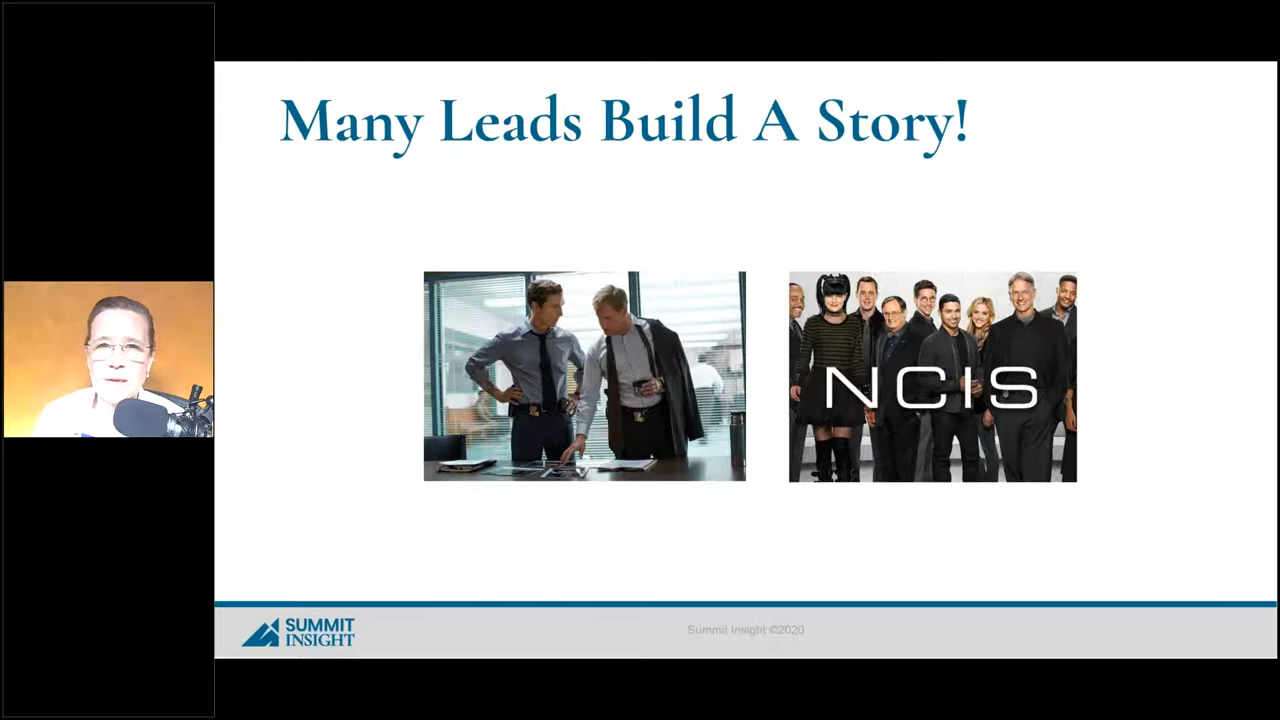 Many Leads Build A Story!
NCIS
SUMMIT
INSIGHT
Summit Insight ©2020